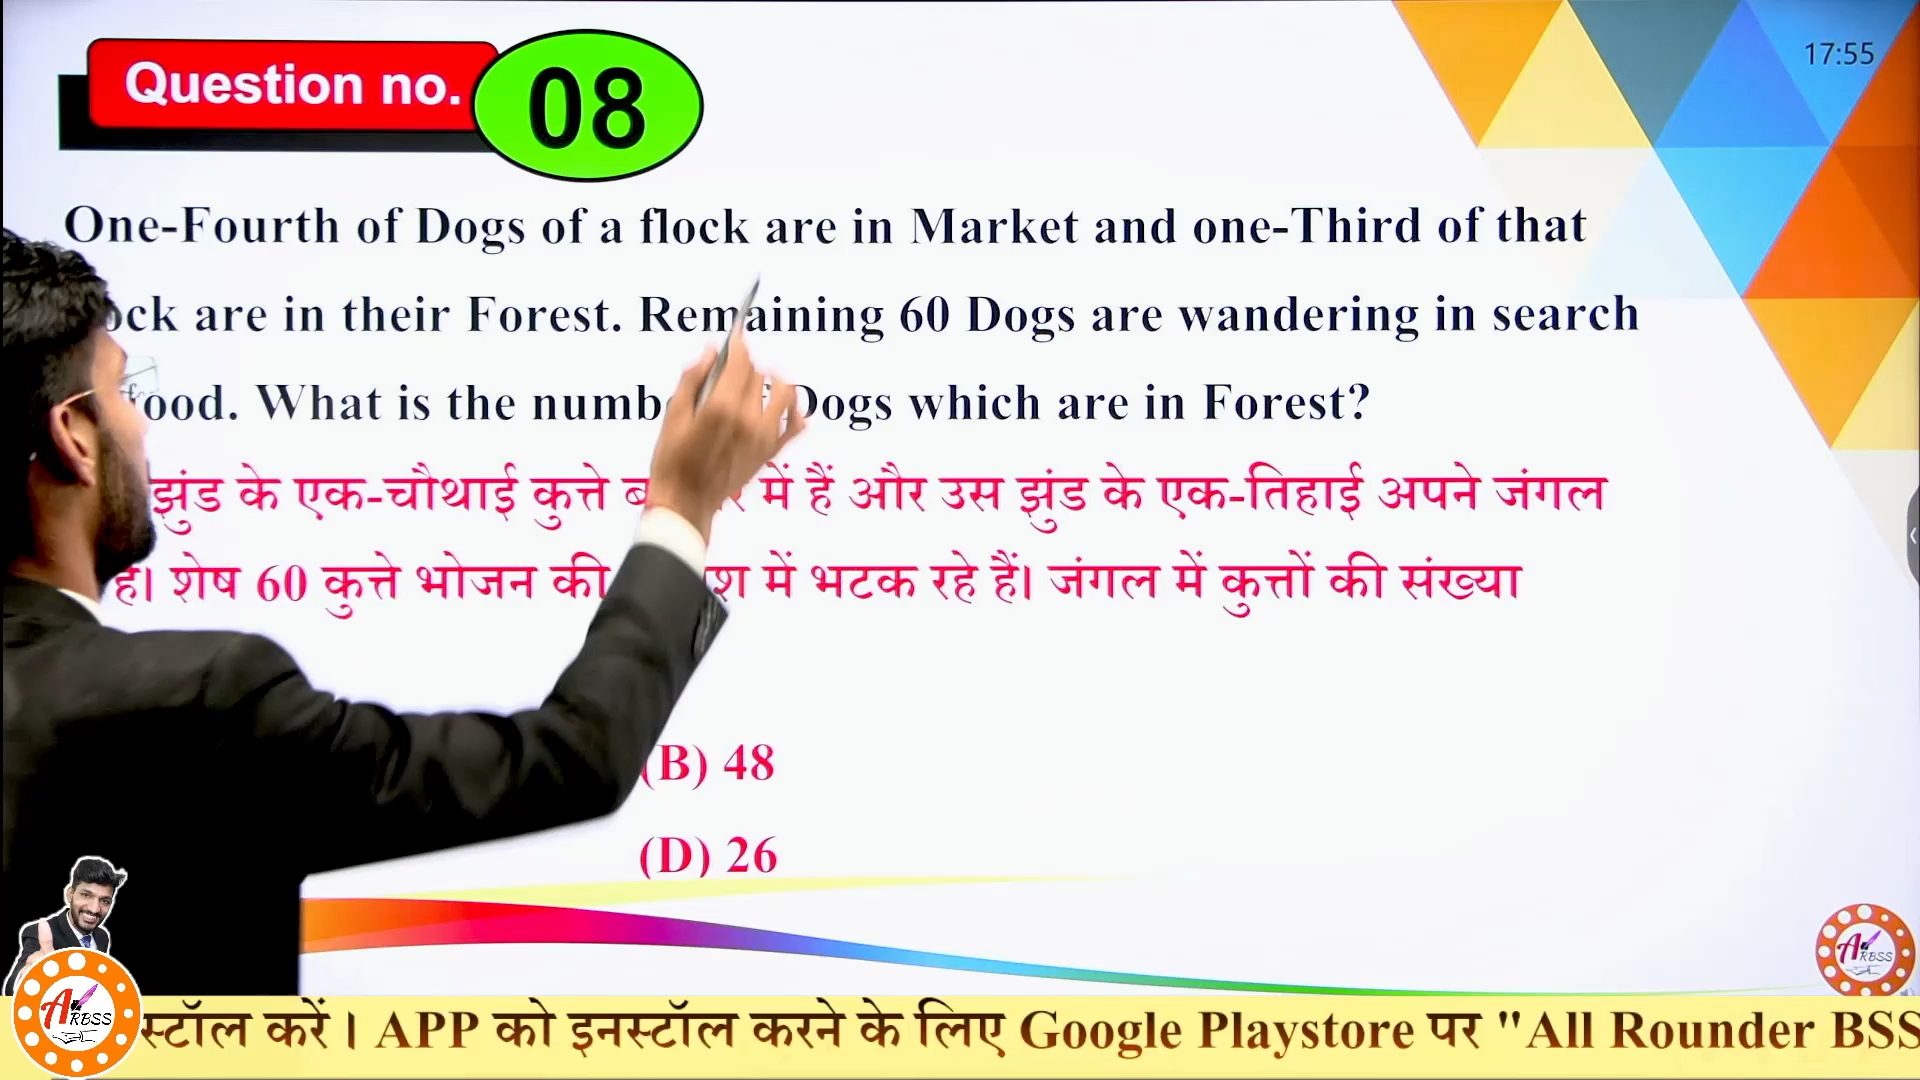 Question no. 08
17:55
One-Fourth of Dogs of a flock are in Market and one-Third of that
are in their Forest. Remaining 60 Dogs are wandering in search
What is the Dogs which are in Forest?
झुंड के एक-चौथाई कुत्ते में हैं और उस झुंड के एक-तिहाई अपने जंगल
शेष 60 कुत्ते भोजन की में भटक रहे हैं। जंगल में कुत्तों की संख्या
(B) 48
(D) 26
ARBSS
ARBSS
करें। APP को इनस्टॉल करने के लिए Google Playstore पर "All Rounder BSS